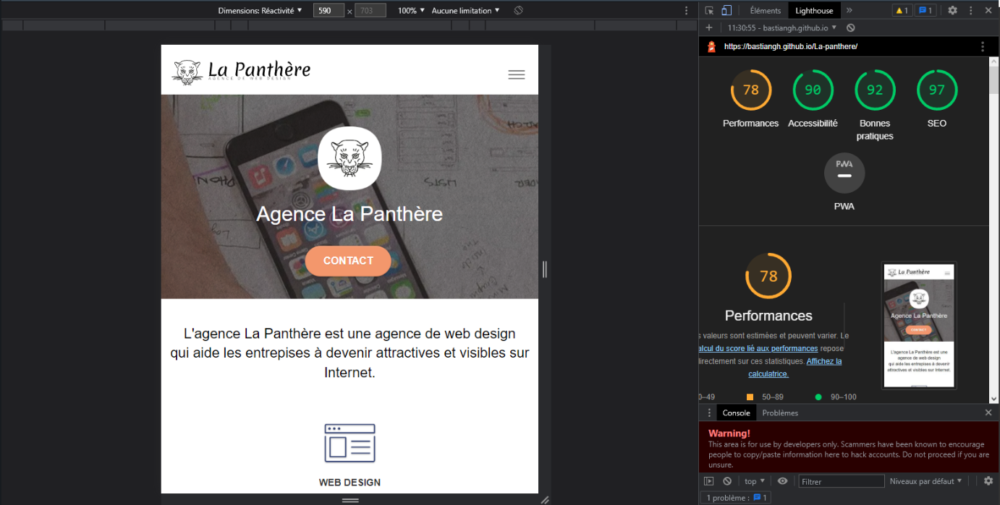 Dimensions: Réactivité ▼ 590 × 703 100% ▼ Aucune limitation ▼
Éléments Lighthouse » 1 1
11:30:55 - bastiangh.github.io ▼
https://bastiangh.github.io/La-panthere/
La Panthère
AGENCE DE WEB DESIGN
Agence La Panthère
CONTACT
L'agence La Panthère est une agence de web design
qui aide les entrepises à devenir attractives et visibles sur
Internet.
WEB DESIGN
78 90 92 97
Performances Accessibilité Bonnes pratiques SEO
PWA
PWA
78
Performances
s valeurs sont estimées et peuvent varier. Le
alcul du score lié aux performances repose
directement sur ces statistiques. Affichez la
calculatrice.
0–49 50–89 90–100
La Panthère
Agence La Panthère
CONTACT
L'agence La Panthère est une
agence de web design
qui aide les entrepises à devenir
attractives et visibles sur Internet.
Console Problèmes
Warning!
This area is for use by developers only. Scammers have been known to encourage
people to copy/paste information here to hack accounts. Do not proceed if you are
unsure.
top ▼ Filtrer Niveaux par défaut ▼
1 problème : 1